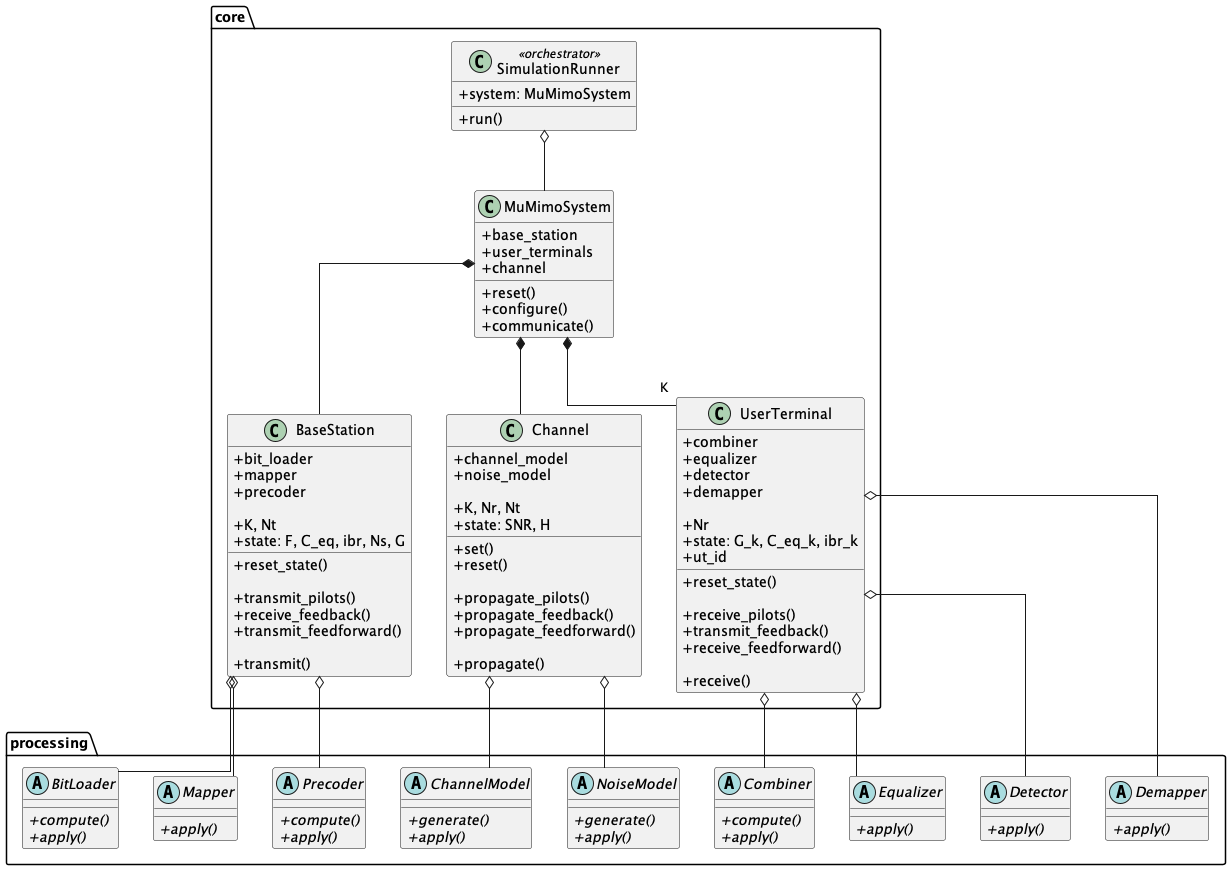 core
«orchestrator»
C SimulationRunner
+system: MuMimoSystem
+run()
C MuMimoSystem
+base_station
+user_terminals
+channel
+reset()
+configure()
+communicate()
K
C BaseStation
+bit_loader
+mapper
+precoder
+K, Nt
+state: F, C_eq, ibr, Ns, G
+reset_state()
+transmit_pilots()
+receive_feedback()
+transmit_feedforward()
+transmit()
C Channel
+channel_model
+noise_model
+K, Nr, Nt
+state: SNR, H
+set()
+reset()
+propagate_pilots()
+propagate_feedback()
+propagate_feedforward()
+propagate()
C UserTerminal
+combiner
+equalizer
+detector
+demapper
+Nr
+state: G_k, C_eq_k, ibr_k
+ut_id
+reset_state()
+receive_pilots()
+transmit_feedback()
+receive_feedforward()
+receive()
processing
A BitLoader
+compute()
+apply()
A Mapper
+apply()
A Precoder
+compute()
+apply()
A ChannelModel
+generate()
+apply()
A NoiseModel
+generate()
+apply()
A Combiner
+compute()
+apply()
A Equalizer
+apply()
A Detector
+apply()
A Demapper
+apply()